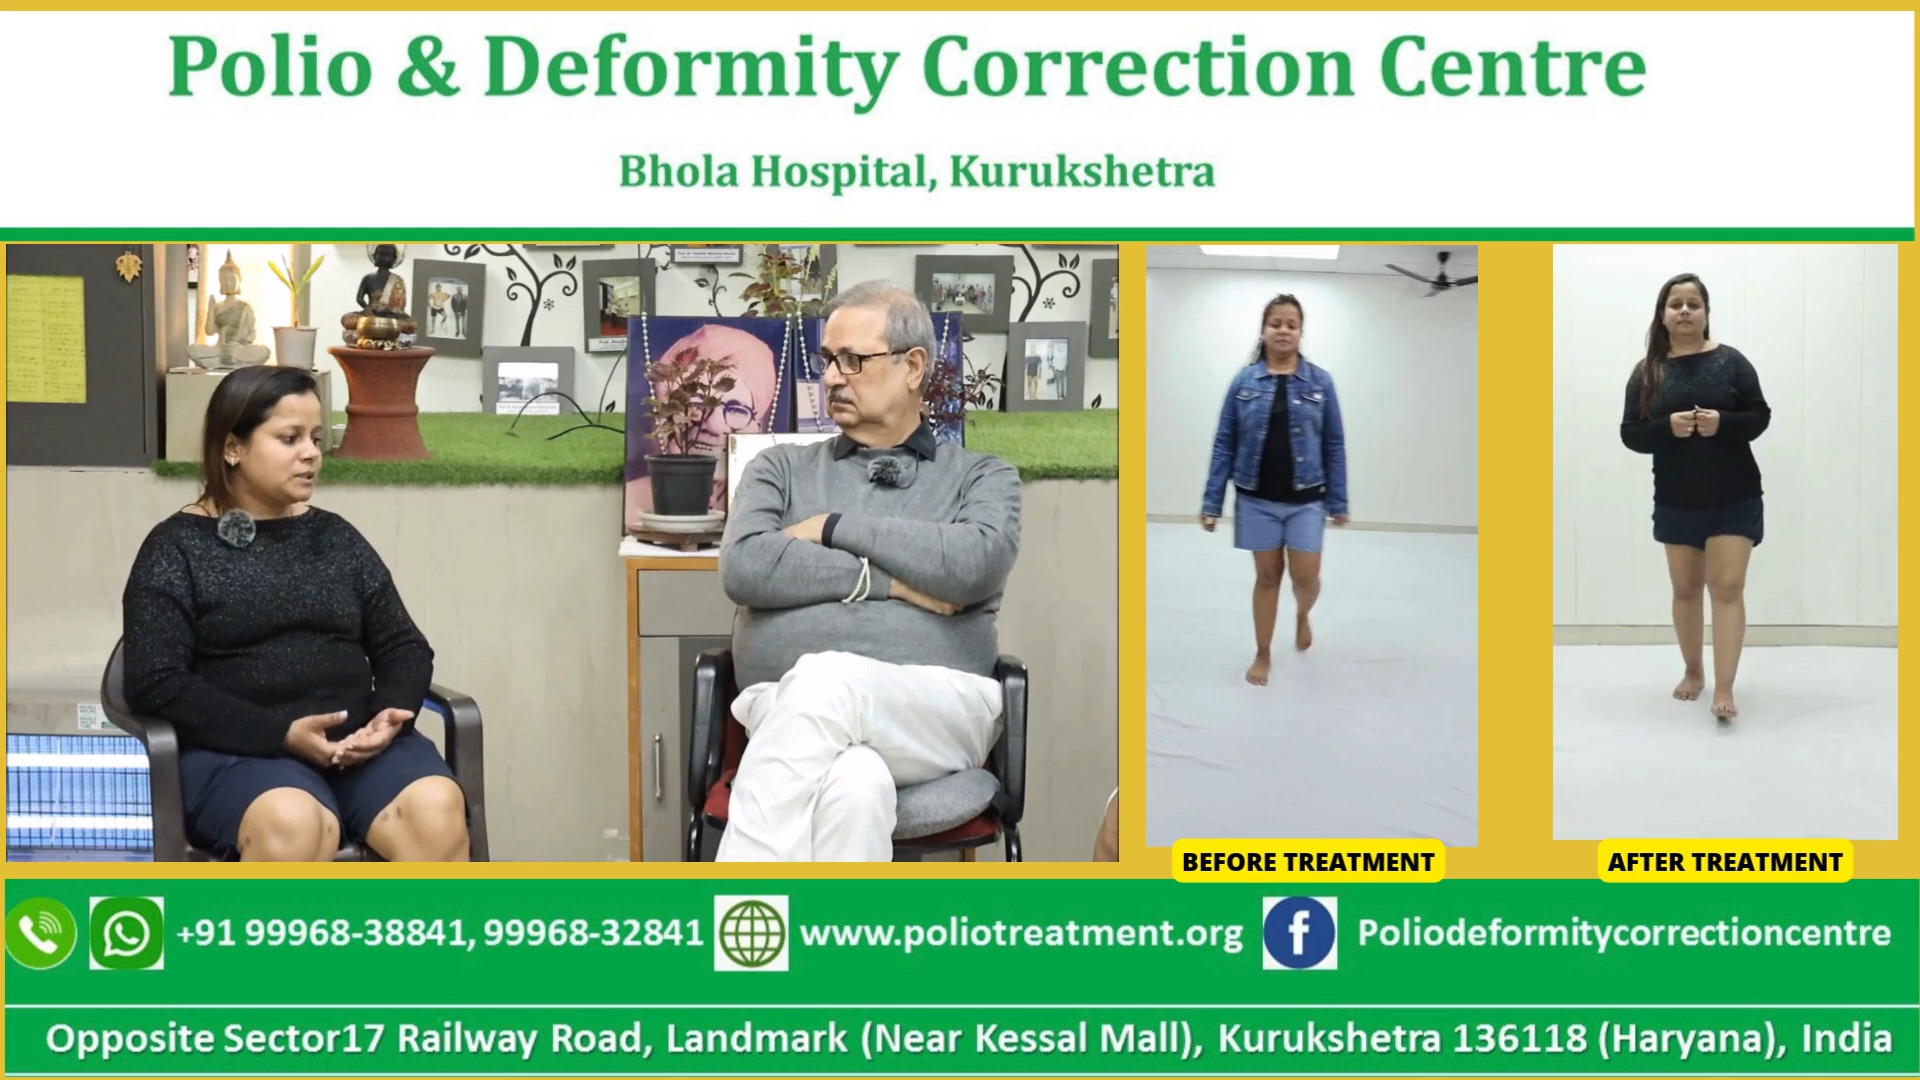 Polio & Deformity Correction Centre
Bhola Hospital, Kurukshetra
BEFORE TREATMENT
AFTER TREATMENT
+91 99968-38841, 99968-32841
www.poliotreatment.org
Poliodeformitycorrectioncentre
Opposite Sector17 Railway Road, Landmark (Near Kessal Mall), Kurukshetra 136118 (Haryana), India